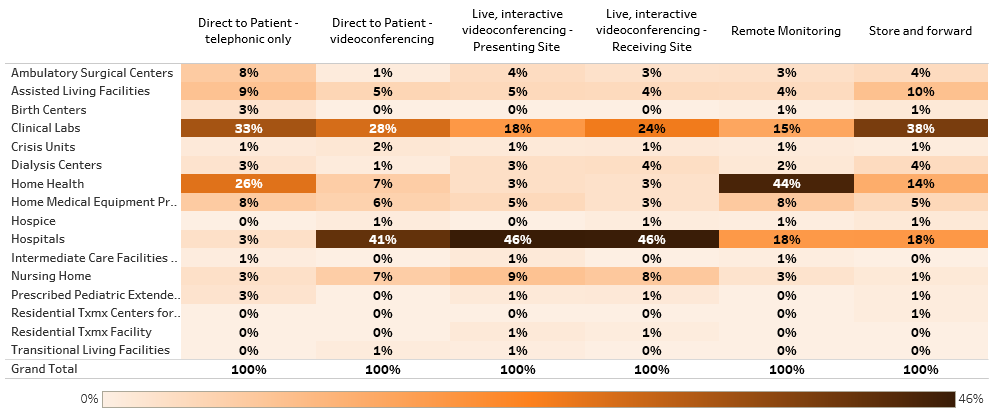 Direct to Patient - telephonic only Direct to Patient - videoconferencing Live, interactive videoconferencing - Presenting Site Live, interactive videoconferencing - Receiving Site Remote Monitoring Store and forward
Ambulatory Surgical Centers 8% 1% 4% 3% 3% 4%
Assisted Living Facilities 9% 5% 5% 4% 4% 10%
Birth Centers 3% 0% 0% 0% 1% 1%
Clinical Labs 33% 28% 18% 24% 15% 38%
Crisis Units 1% 2% 1% 1% 1% 1%
Dialysis Centers 3% 1% 3% 4% 2% 4%
Home Health 26% 7% 3% 3% 44% 14%
Home Medical Equipment Pr.. 8% 6% 5% 3% 8% 5%
Hospice 0% 1% 0% 1% 1% 1%
Hospitals 3% 41% 46% 46% 18% 18%
Intermediate Care Facilities .. 1% 0% 1% 0% 1% 0%
Nursing Home 3% 7% 9% 8% 3% 1%
Prescribed Pediatric Extende.. 3% 0% 1% 1% 0% 1%
Residential Txmx Centers for.. 0% 0% 0% 0% 0% 1%
Residential Txmx Facility 0% 0% 1% 1% 0% 0%
Transitional Living Facilities 0% 1% 1% 0% 0% 0%
Grand Total 100% 100% 100% 100% 100% 100%
0% 46%